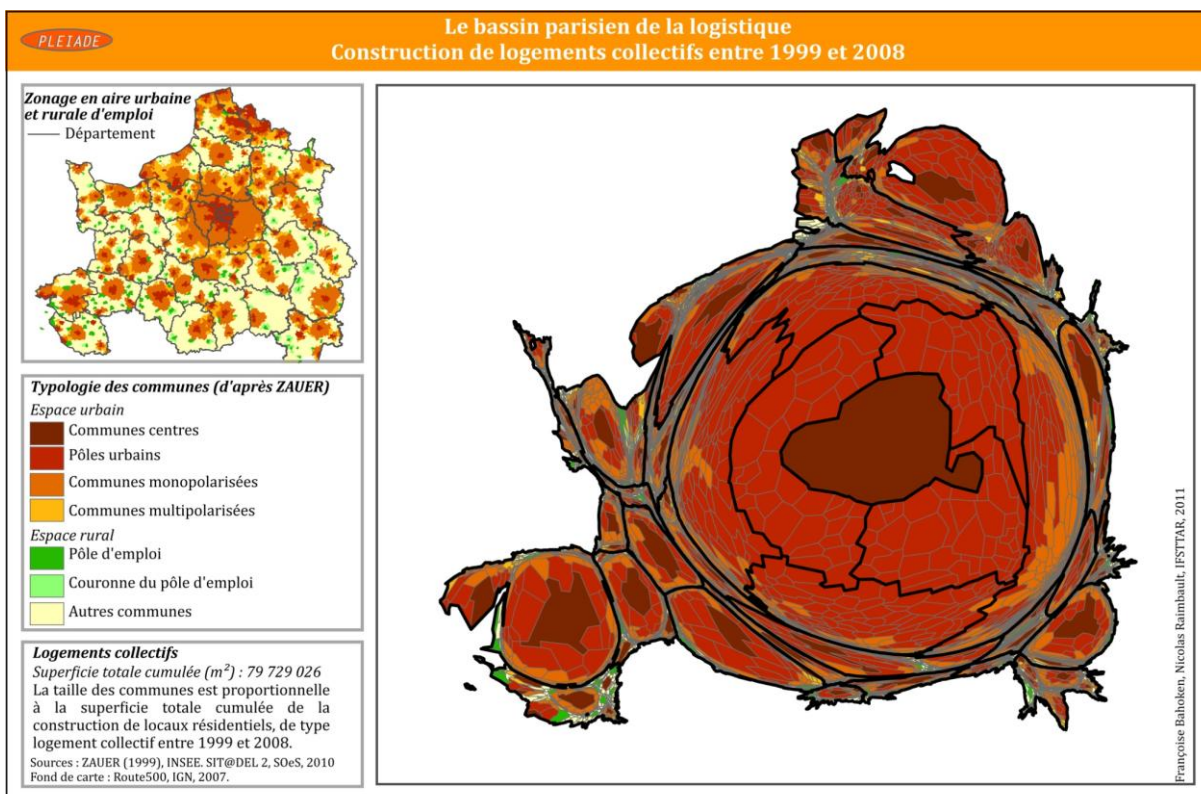 PLEIADE
Le bassin parisien de la logistique
Construction de logements collectifs entre 1999 et 2008
Zonage en aire urbaine
et rurale d'emploi
Département
Typologie des communes (d'après ZAUER)
Espace urbain
Communes centres
Pôles urbains
Communes monopolarisées
Communes multipolarisées
Espace rural
Pôle d'emploi
Couronne du pôle d'emploi
Autres communes
Logements collectifs
Superficie totale cumulée (m²) : 79 729 026
La taille des communes est proportionnelle
à la superficie totale cumulée de la
construction de locaux résidentiels, de type
logement collectif entre 1999 et 2008.
Sources : ZAUER (1999), INSEE. SIT@DEL 2, SOeS, 2010
Fond de carte : Route500, IGN, 2007.
Françoise Bahoken, Nicolas Raimbault, IFSTTAR, 2011